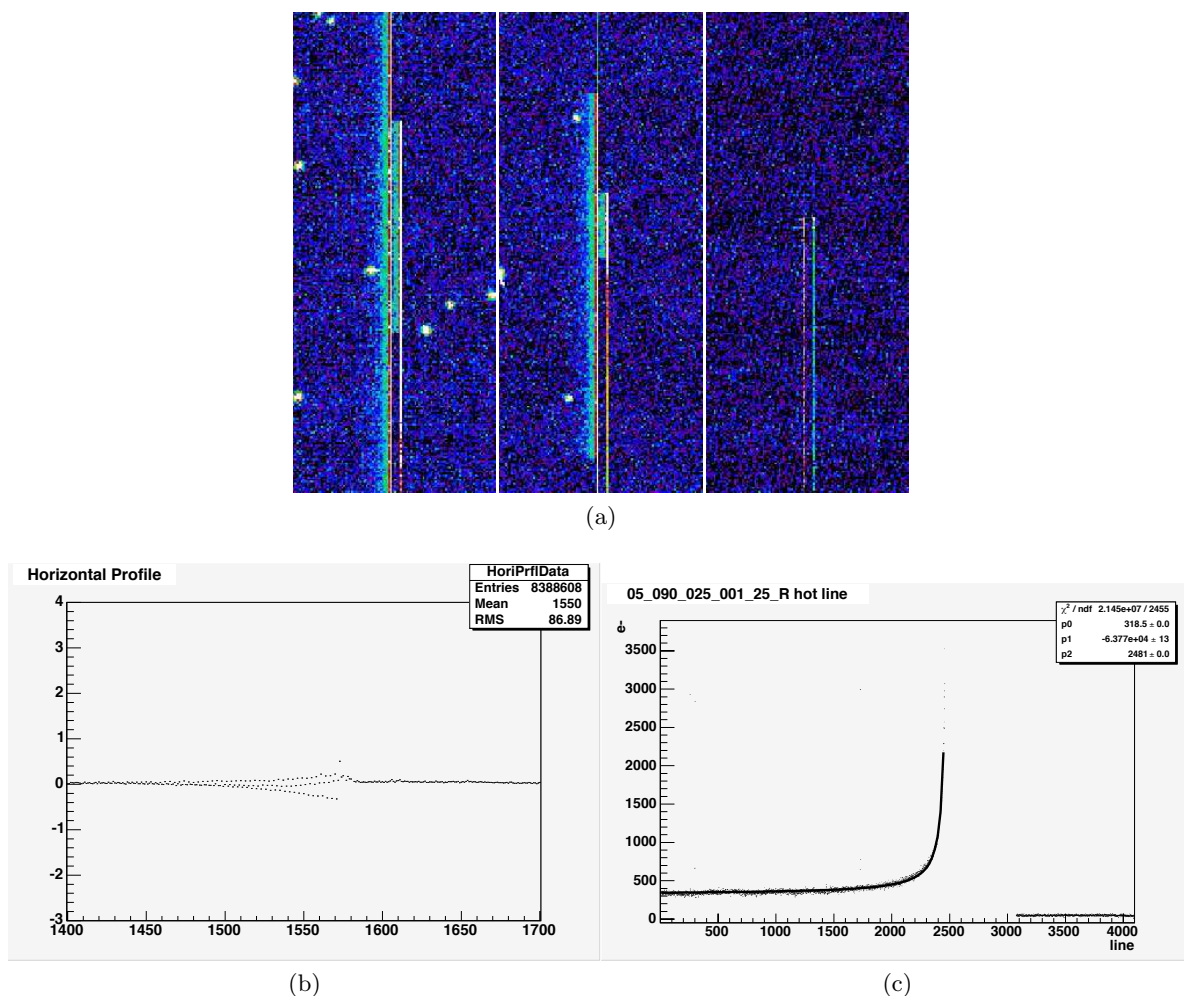 (a)
Horizontal Profile
HoriPrflData
Entries 8388608
Mean 1550
RMS 86.89
4
3
2
1
0
-1
-2
-3
1400 1450 1500 1550 1600 1650 1700
(b)
05_090_025_001_25_R hot line
χ² / ndf 2.145e+07 / 2455
p0 318.5 ± 0.0
p1 -6.377e+04 ± 13
p2 2481 ± 0.0
e-
3500
3000
2500
2000
1500
1000
500
0
500 1000 1500 2000 2500 3000 3500 4000
line
(c)